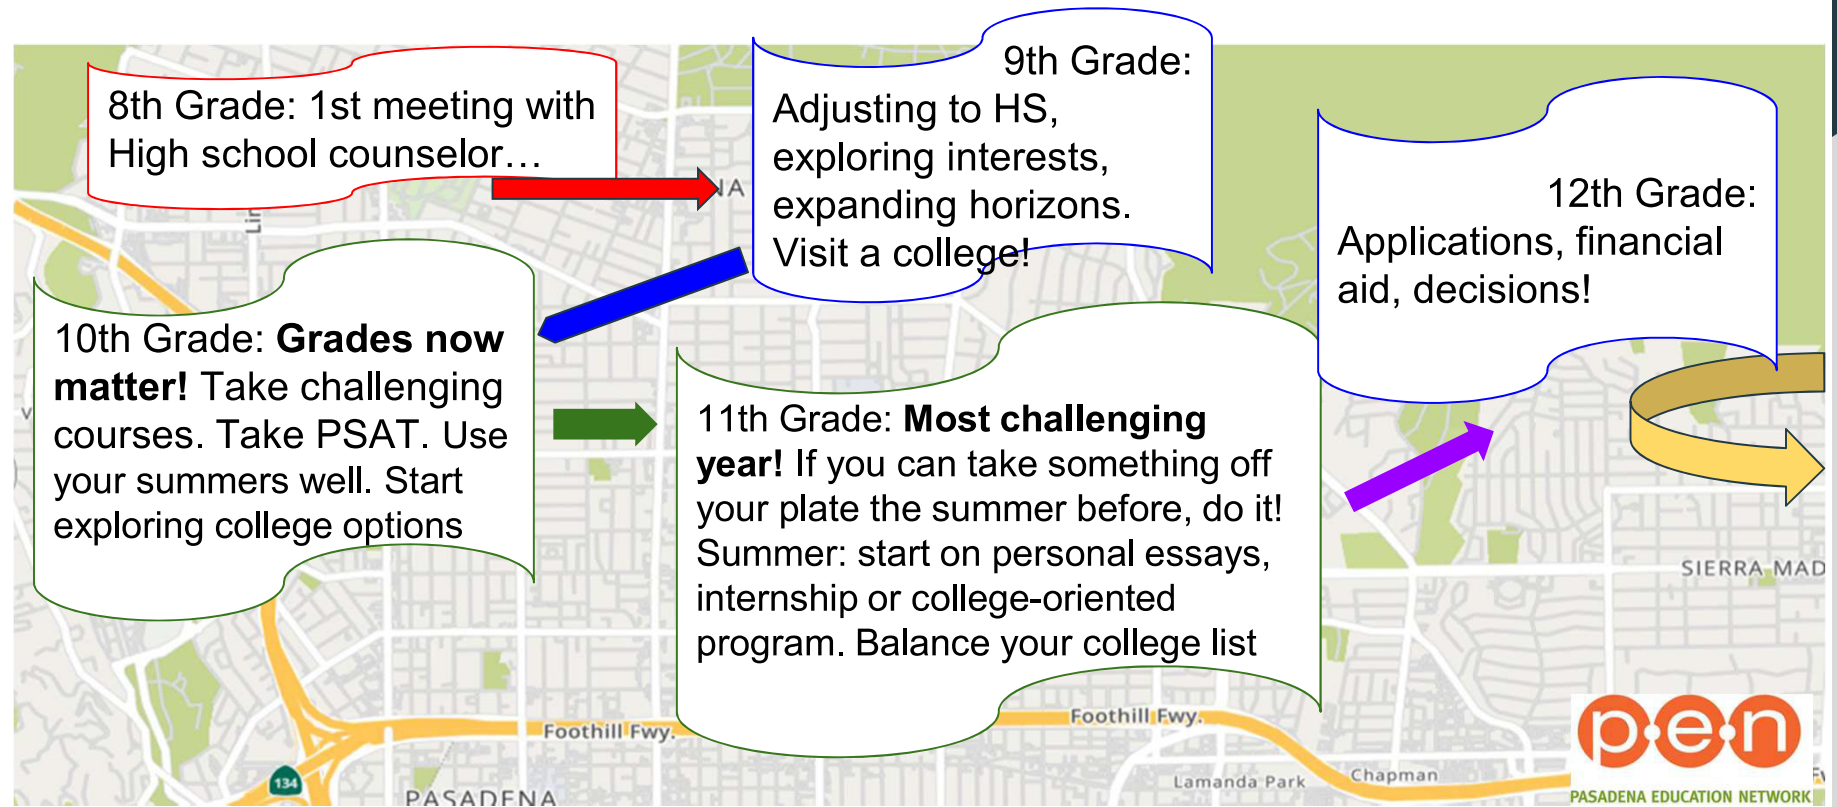 8th Grade: 1st meeting with
High school counselor…
9th Grade:
Adjusting to HS,
exploring interests,
expanding horizons.
Visit a college!
10th Grade: Grades now
matter! Take challenging
courses. Take PSAT. Use
your summers well. Start
exploring college options
11th Grade: Most challenging
year! If you can take something off
your plate the summer before, do it!
Summer: start on personal essays,
internship or college-oriented
program. Balance your college list
12th Grade:
Applications, financial
aid, decisions!
SIERRA MAD
Foothill Fwy.
Foothill Fwy.
134
PASADENA
Lamanda Park
Chapman
pen
PASADENA EDUCATION NETWORK